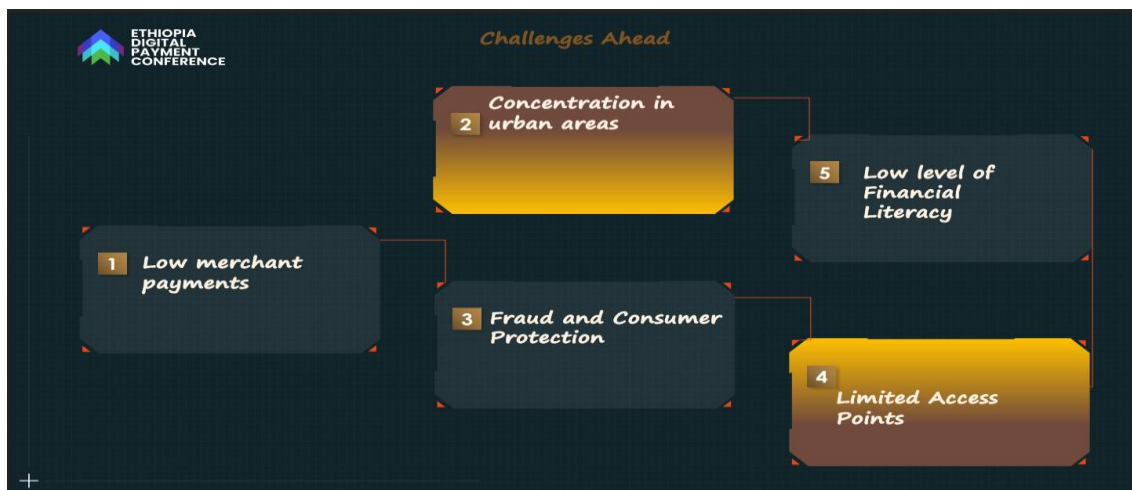 ETHIOPIA
DIGITAL
PAYMENT
CONFERENCE
Challenges Ahead
1
Low merchant
payments
2
Concentration in
urban areas
3
Fraud and Consumer
Protection
4
Limited Access
Points
5
Low level of
Financial
Literacy